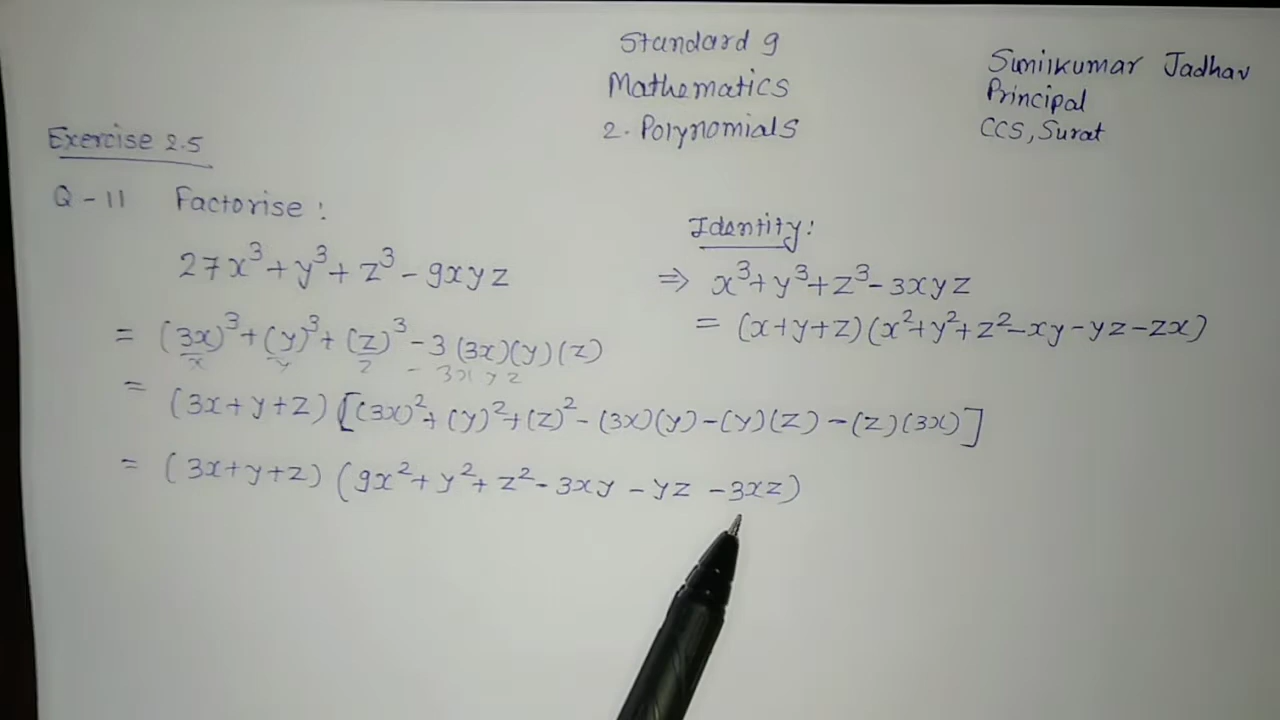 Standard 9
Mathematics
2. Polynomials
Sunilkumar Jadhav
Principal
CCS, Surat
Exercise 2.5
Q - 11 Factorise :
27x³ + y³ + z³ - 9xyz
= (3x)³ + (y)³ + (z)³ - 3 (3x)(y)(z)
x y z - 3x y z
= (3x+y+z) [(3x)² + (y)² + (z)² - (3x)(y) - (y)(z) - (z)(3x)]
= (3x+y+z) (9x² + y² + z² - 3xy - yz - 3xz)
Identity :
⇒ x³ + y³ + z³ - 3xyz
= (x+y+z)(x²+y²+z²-xy-yz-zx)